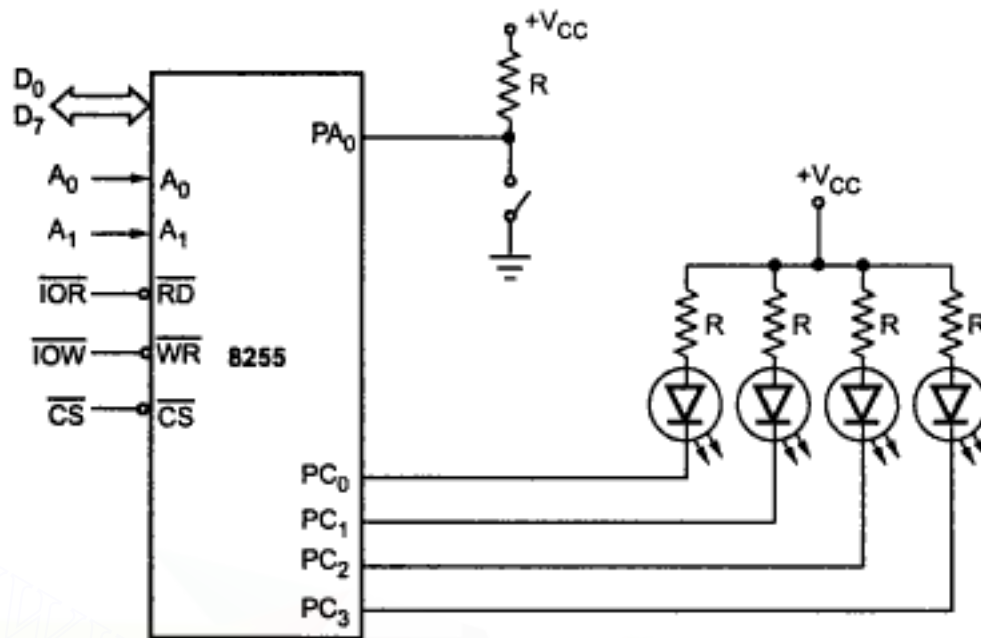 +VCC
R
D0
D7
PA0
A0 A0
A1 A1
+VCC
R R R R
IOR RD
IOW WR 8255
CS CS
PC0
PC1
PC2
PC3